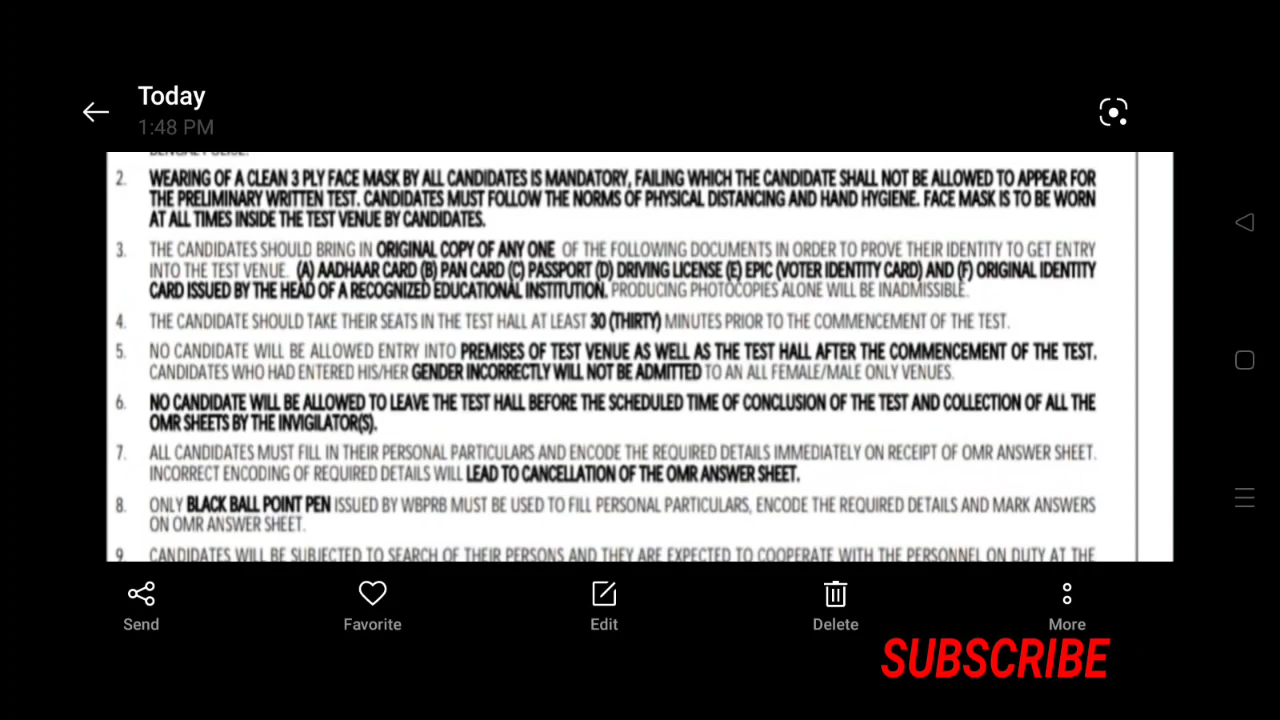 Today
1:48 PM
BENGAL POLICE.
2. WEARING OF A CLEAN 3 PLY FACE MASK BY ALL CANDIDATES IS MANDATORY, FAILING WHICH THE CANDIDATE SHALL NOT BE ALLOWED TO APPEAR FOR
THE PRELIMINARY WRITTEN TEST. CANDIDATES MUST FOLLOW THE NORMS OF PHYSICAL DISTANCING AND HAND HYGIENE. FACE MASK IS TO BE WORN
AT ALL TIMES INSIDE THE TEST VENUE BY CANDIDATES.
3. THE CANDIDATES SHOULD BRING IN ORIGINAL COPY OF ANY ONE OF THE FOLLOWING DOCUMENTS IN ORDER TO PROVE THEIR IDENTITY TO GET ENTRY
INTO THE TEST VENUE. (A) AADHAAR CARD (B) PAN CARD (C) PASSPORT (D) DRIVING LICENSE (E) EPIC (VOTER IDENTITY CARD) AND (F) ORIGINAL IDENTITY
CARD ISSUED BY THE HEAD OF A RECOGNIZED EDUCATIONAL INSTITUTION. PRODUCING PHOTOCOPIES ALONE WILL BE INADMISSIBLE.
4. THE CANDIDATE SHOULD TAKE THEIR SEATS IN THE TEST HALL AT LEAST 30 (THIRTY) MINUTES PRIOR TO THE COMMENCEMENT OF THE TEST.
5. NO CANDIDATE WILL BE ALLOWED ENTRY INTO PREMISES OF TEST VENUE AS WELL AS THE TEST HALL AFTER THE COMMENCEMENT OF THE TEST.
CANDIDATES WHO HAD ENTERED HIS/HER GENDER INCORRECTLY WILL NOT BE ADMITTED TO AN ALL FEMALE/MALE ONLY VENUES.
6. NO CANDIDATE WILL BE ALLOWED TO LEAVE THE TEST HALL BEFORE THE SCHEDULED TIME OF CONCLUSION OF THE TEST AND COLLECTION OF ALL THE
OMR SHEETS BY THE INVIGILATOR(S).
7. ALL CANDIDATES MUST FILL IN THEIR PERSONAL PARTICULARS AND ENCODE THE REQUIRED DETAILS IMMEDIATELY ON RECEIPT OF OMR ANSWER SHEET.
INCORRECT ENCODING OF REQUIRED DETAILS WILL LEAD TO CANCELLATION OF THE OMR ANSWER SHEET.
8. ONLY BLACK BALL POINT PEN ISSUED BY WBPRB MUST BE USED TO FILL PERSONAL PARTICULARS, ENCODE THE REQUIRED DETAILS AND MARK ANSWERS
ON OMR ANSWER SHEET.
9 CANDIDATES WILL BE SUBJECTED TO SEARCH OF THEIR PERSONS AND THEY ARE EXPECTED TO COOPERATE WITH THE PERSONNEL ON DUTY AT THE
Send Favorite Edit Delete More
SUBSCRIBE